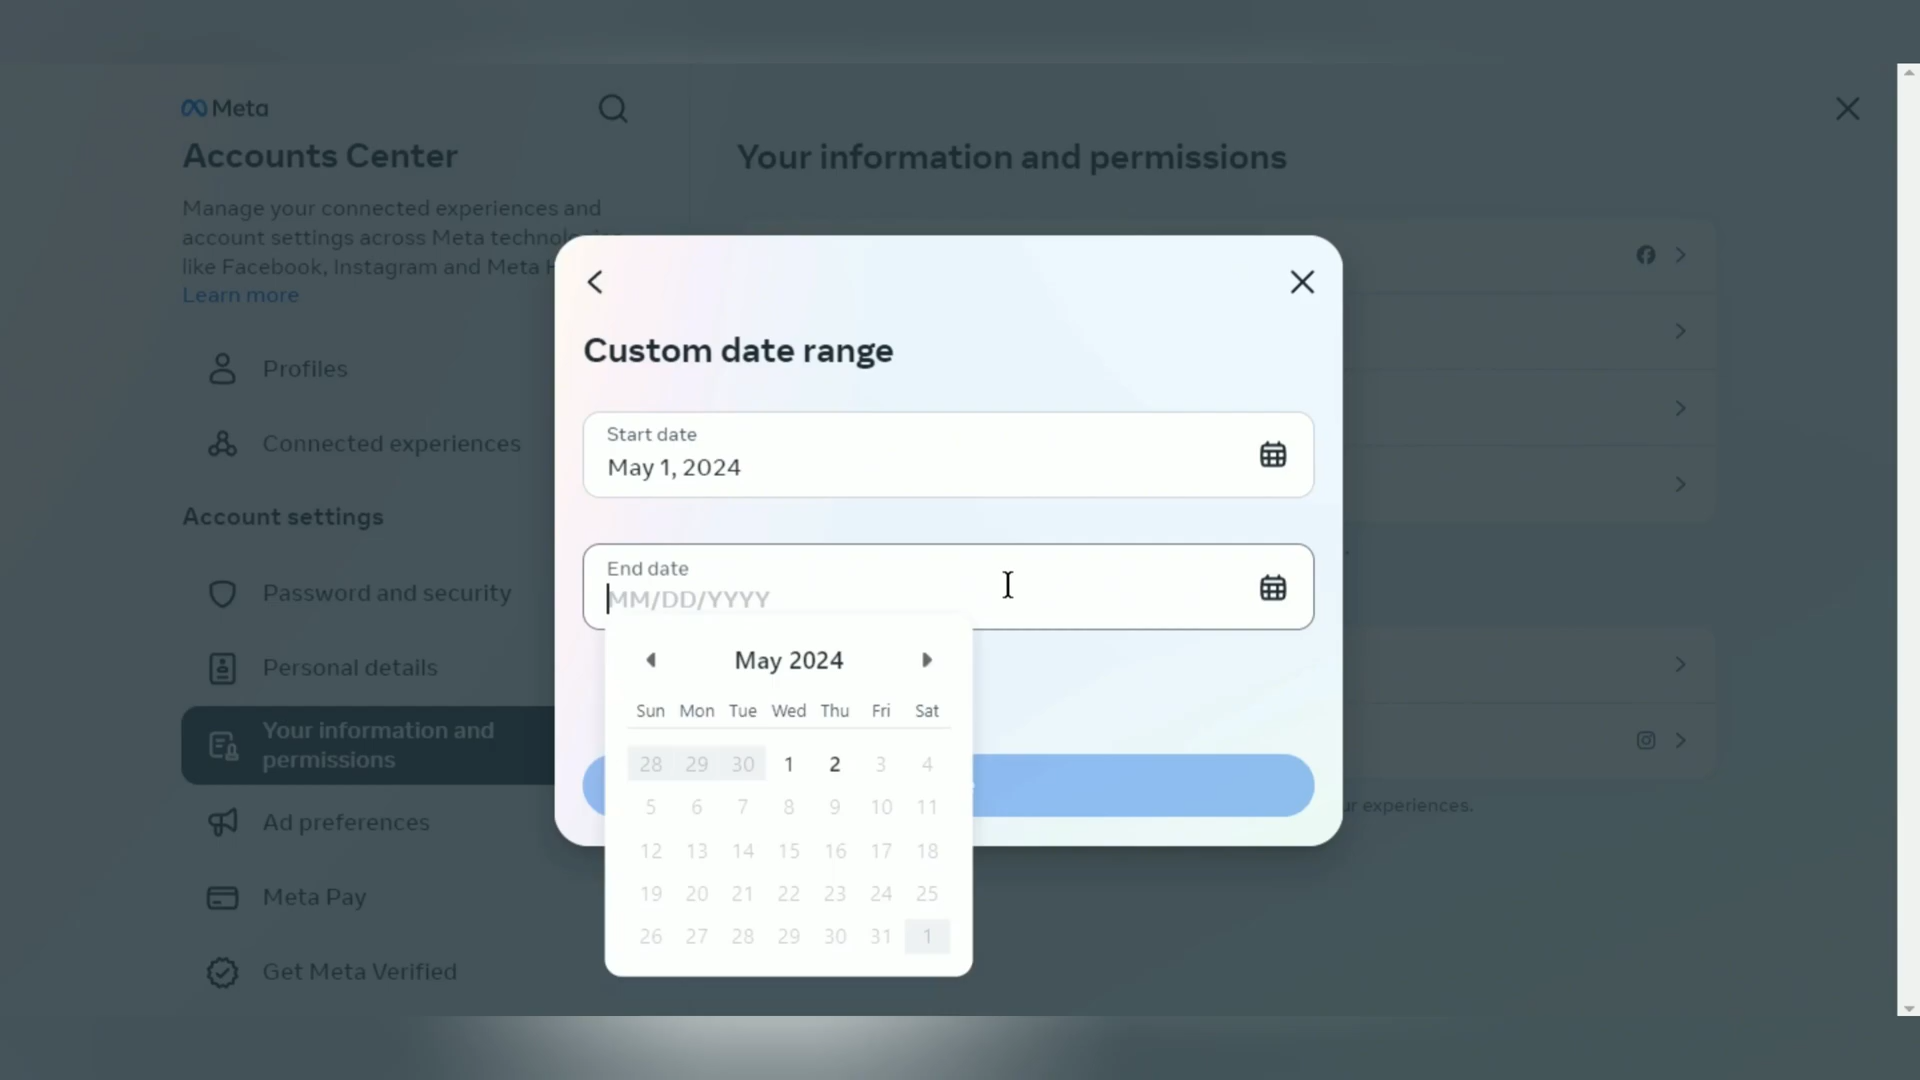 Meta
Accounts Center
Manage your connected experiences and
account settings across Meta
like Facebook, Instagram and Meta
Learn more
Profiles
Connected experiences
Account settings
Password and security
Personal details
Your information and
permissions
Ad preferences
Meta Pay
Get Meta Verified
Your information and permissions
Custom date range
Start date
May 1, 2024
End date
MM/DD/YYYY
May 2024
Sun Mon Tue Wed Thu Fri Sat
28 29 30 1 2 3 4
5 6 7 8 9 10 11
12 13 14 15 16 17 18
19 20 21 22 23 24 25
26 27 28 29 30 31 1
experiences.